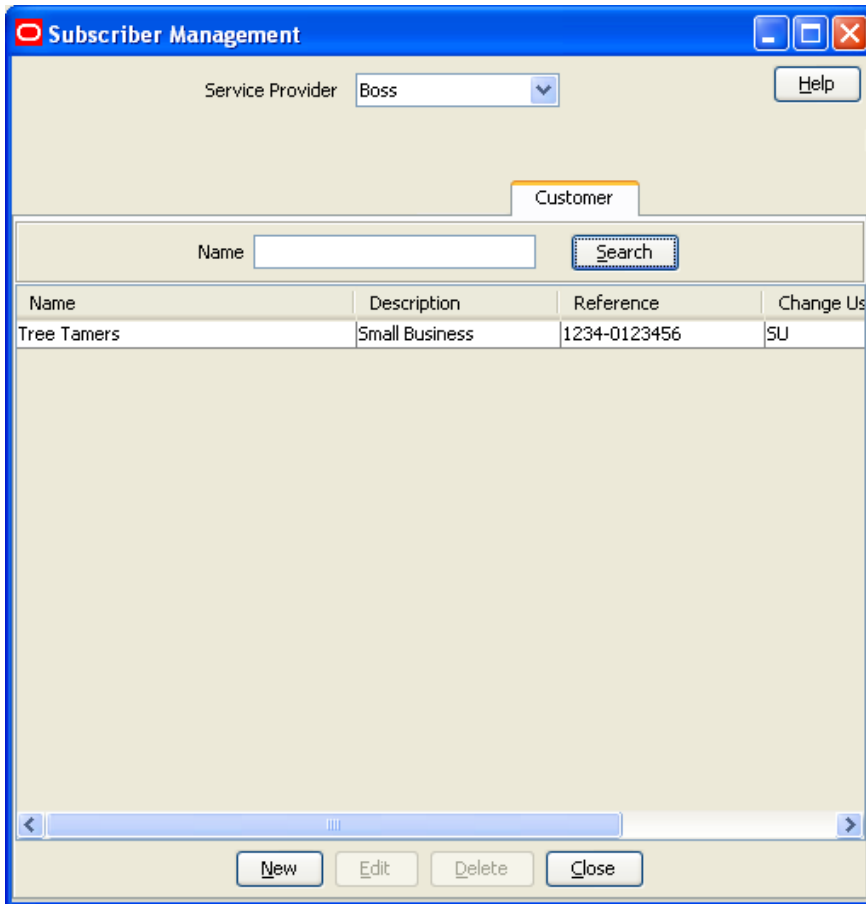 Subscriber Management
Service Provider Boss Help
Customer
Name Search
Name Description Reference Change Us
Tree Tamers Small Business 1234-0123456 SU
New Edit Delete Close